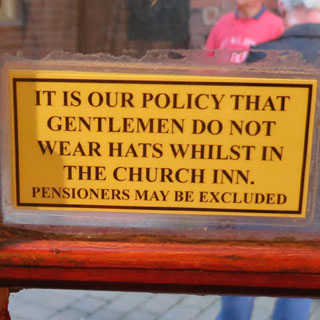 IT IS OUR POLICY THAT
GENTLEMEN DO NOT
WEAR HATS WHILST IN
THE CHURCH INN.
PENSIONERS MAY BE EXCLUDED